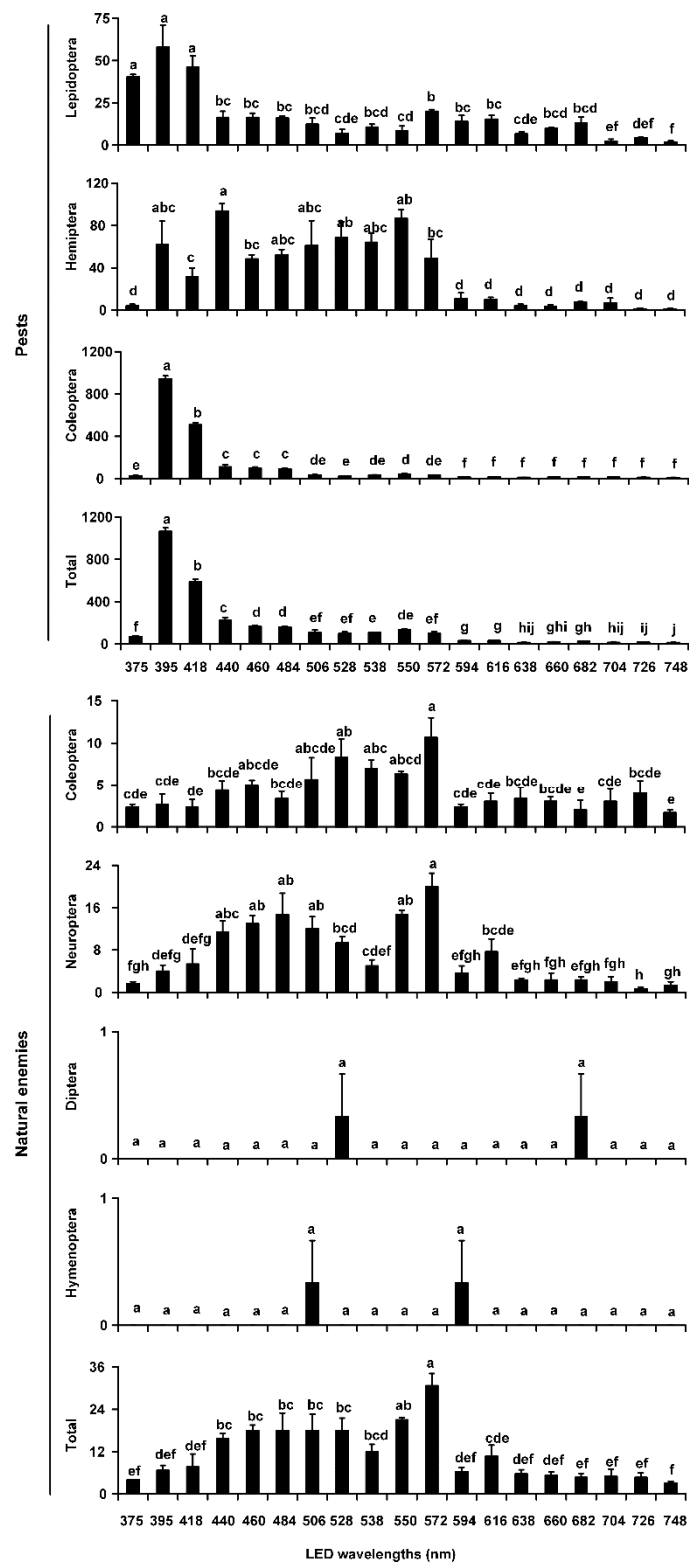 Pests
Lepidoptera
75
50
25
0
a a a bc bc bc bcd cde bcd cd b bc bc cde bcd bcd ef def f
Hemiptera
120
80
40
0
d abc c a bc abc abc ab abc ab bc d d d d d d d d
Coleoptera
1200
800
400
0
e a b c c c de e de d de f f f f f f f f
Total
1200
800
400
0
f a b c d d ef ef e de ef g g hij ghi gh hij ij j
375 395 418 440 460 484 506 528 538 550 572 594 616 638 660 682 704 726 748
Natural enemies
Coleoptera
15
10
5
0
cde cde de bcde abcde bcde abcde ab abc abcd a cde cde bcde bcde e cde bcde e
Neuroptera
24
16
8
0
fgh defg defg abc ab ab ab bcd cdef ab a efgh bcde efgh fgh efgh fgh h gh
Diptera
1
0
a a a a a a a a a a a a a a a a a a a
Hymenoptera
1
0
a a a a a a a a a a a a a a a a a a a
Total
36
24
12
0
ef def def bc bc bc bc bc bcd ab a def cde def def ef ef ef f
375 395 418 440 460 484 506 528 538 550 572 594 616 638 660 682 704 726 748
LED wavelengths (nm)